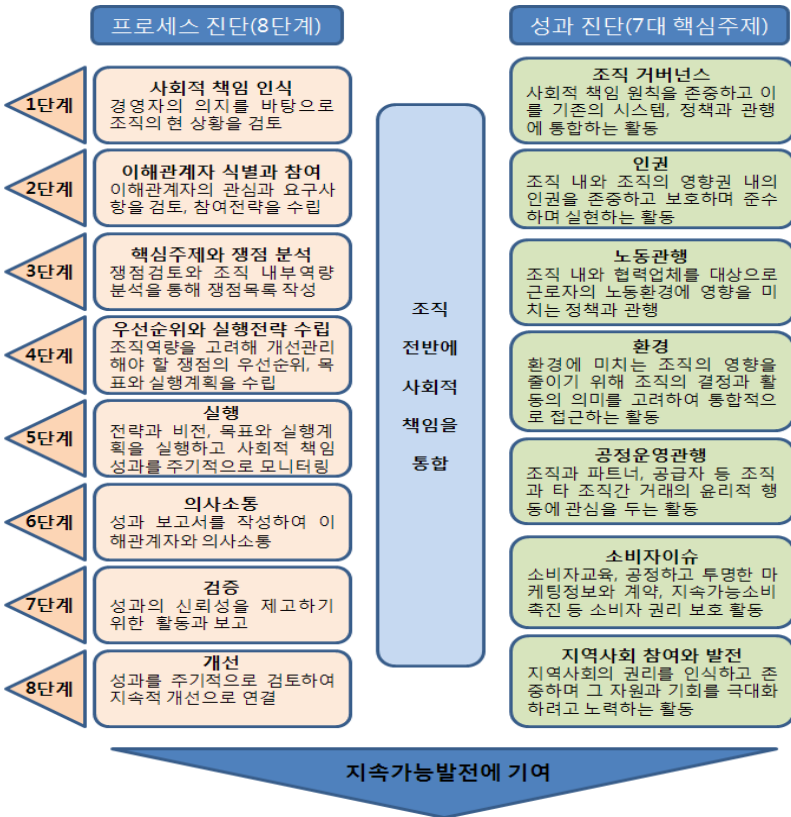 프로세스 진단(8단계)
1단계
사회적 책임 인식
경영자의 의지를 바탕으로
조직의 현 상황을 검토
2단계
이해관계자 식별과 참여
이해관계자의 관심과 요구사
항을 검토, 참여전략을 수립
3단계
핵심주제와 쟁점 분석
쟁점검토와 조직 내부역량
분석을 통해 쟁점목록 작성
4단계
우선순위와 실행전략 수립
조직역량을 고려해 개선관리
해야 할 쟁점의 우선순위, 목
표와 실행계획을 수립
5단계
실행
전략과 비전, 목표와 실행계
획을 실행하고 사회적 책임
성과를 주기적으로 모니터링
6단계
의사소통
성과 보고서를 작성하여 이
해관계자와 의사소통
7단계
검증
성과의 신뢰성을 제고하기
위한 활동과 보고
8단계
개선
성과를 주기적으로 검토하여
지속적 개선으로 연결
조직
전반에
사회적
책임을
통합
성과 진단(7대 핵심주제)
조직 거버넌스
사회적 책임 원칙을 존중하고 이
를 기존의 시스템, 정책과 관행
에 통합하는 활동
인권
조직 내와 조직의 영향권 내의
인권을 존중하고 보호하며 준수
하며 실현하는 활동
노동관행
조직 내와 협력업체를 대상으로
근로자의 노동환경에 영향을 미
치는 정책과 관행
환경
환경에 미치는 조직의 영향을
줄이기 위해 조직의 결정과 활
동의 의미를 고려하여 통합적으
로 접근하는 활동
공정운영관행
조직과 파트너, 공급자 등 조직
과 타 조직간 거래의 윤리적 행
동에 관심을 두는 활동
소비자이슈
소비자교육, 공정하고 투명한 마
케팅정보와 계약, 지속가능소비
촉진 등 소비자 권리 보호 활동
지역사회 참여와 발전
지역사회의 권리를 인식하고 존
중하며 그 자원과 기회를 극대화
하려고 노력하는 활동
지속가능발전에 기여